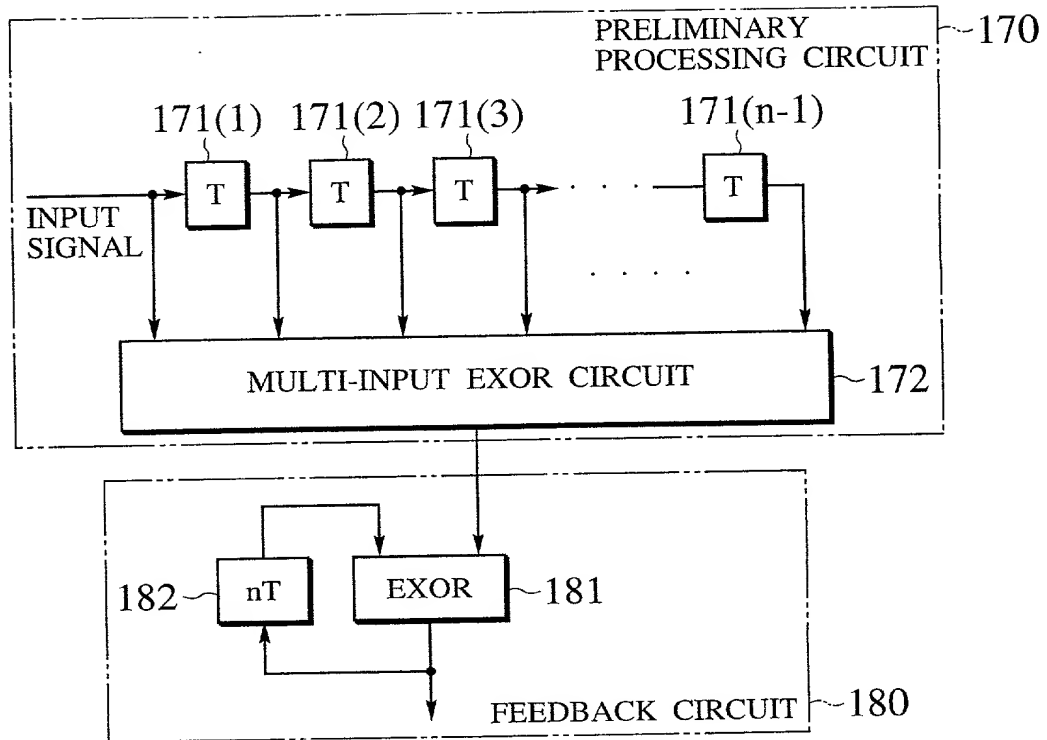 PRELIMINARY
PROCESSING CIRCUIT
170
171(1)
171(2)
171(3)
171(n-1)
T
T
T
T
INPUT
SIGNAL
MULTI-INPUT EXOR CIRCUIT
172
182
nT
EXOR
181
FEEDBACK CIRCUIT
180